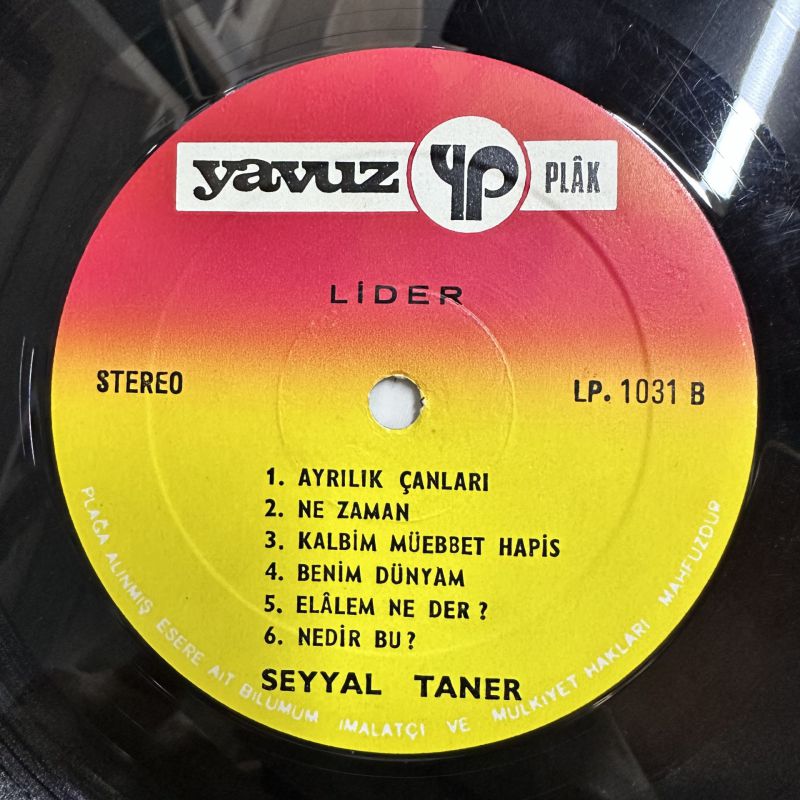 yavuz yp PLÂK
LİDER
STEREO
LP. 1031 B
1. AYRILIK ÇANLARI
2. NE ZAMAN
3. KALBİM MÜEBBET HAPİS
4. BENİM DÜNYAM
5. ELÂLEM NE DER ?
6. NEDİR BU ?
SEYYAL TANER
PLAĞA ALINMIŞ ESERE AİT BİLUMUM İMALATÇI VE MÜLKİYET HAKLARI MAHFUZDUR